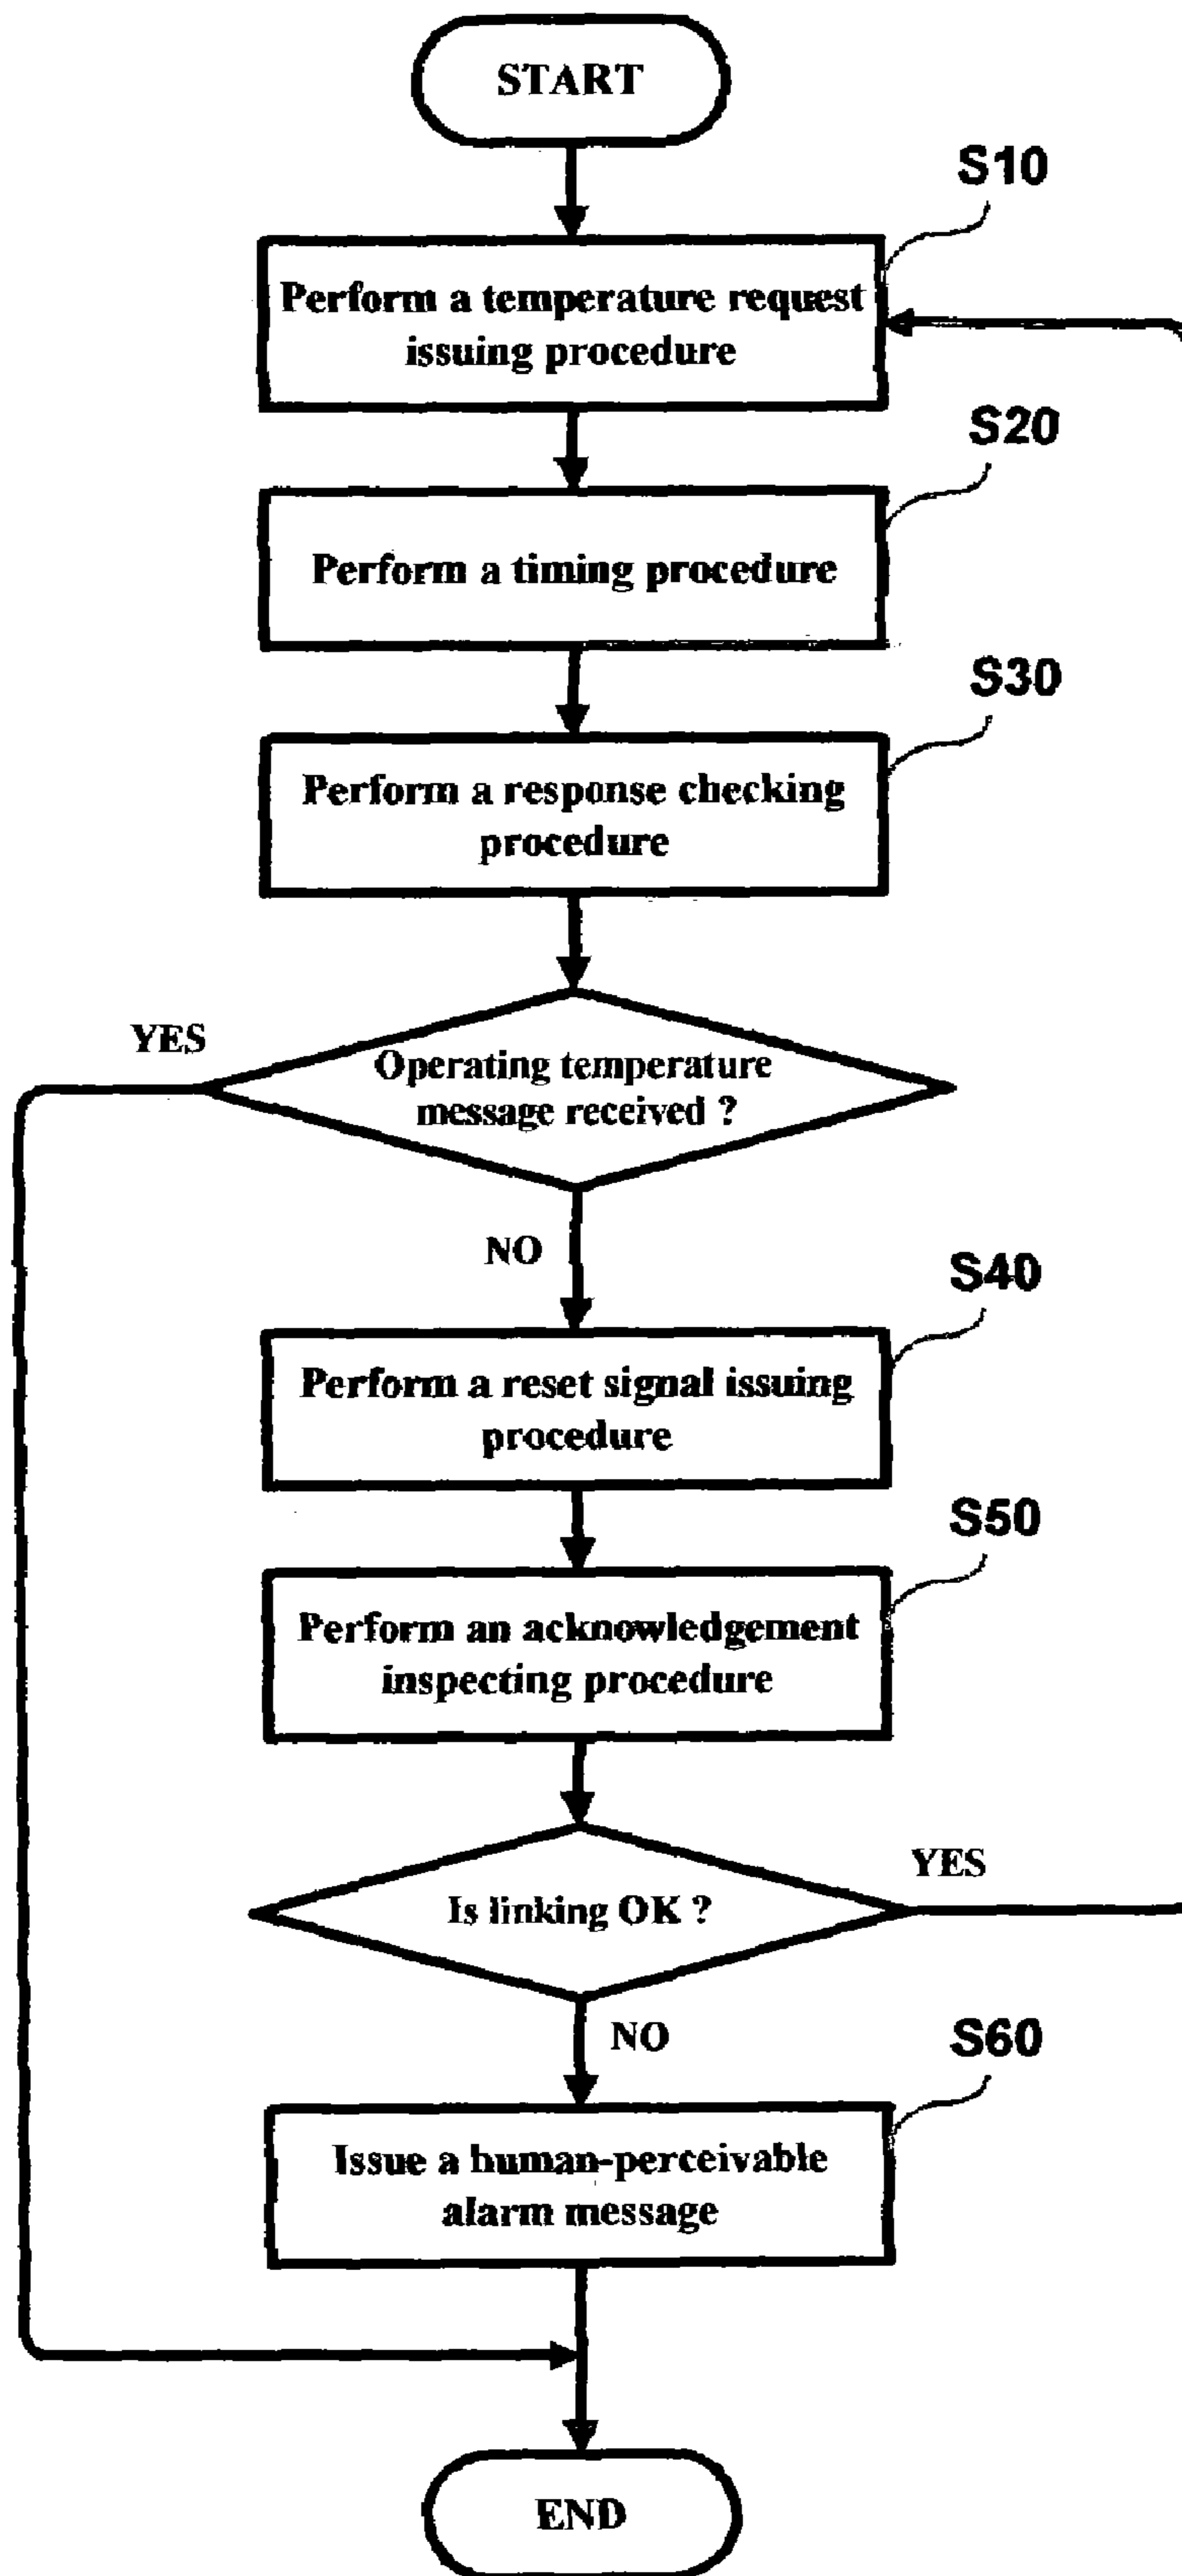 START
S10
Perform a temperature request
issuing procedure
S20
Perform a timing procedure
S30
Perform a response checking
procedure
YES
Operating temperature
message received ?
NO
S40
Perform a reset signal issuing
procedure
S50
Perform an acknowledgement
inspecting procedure
YES
Is linking OK ?
NO
S60
Issue a human-perceivable
alarm message
END